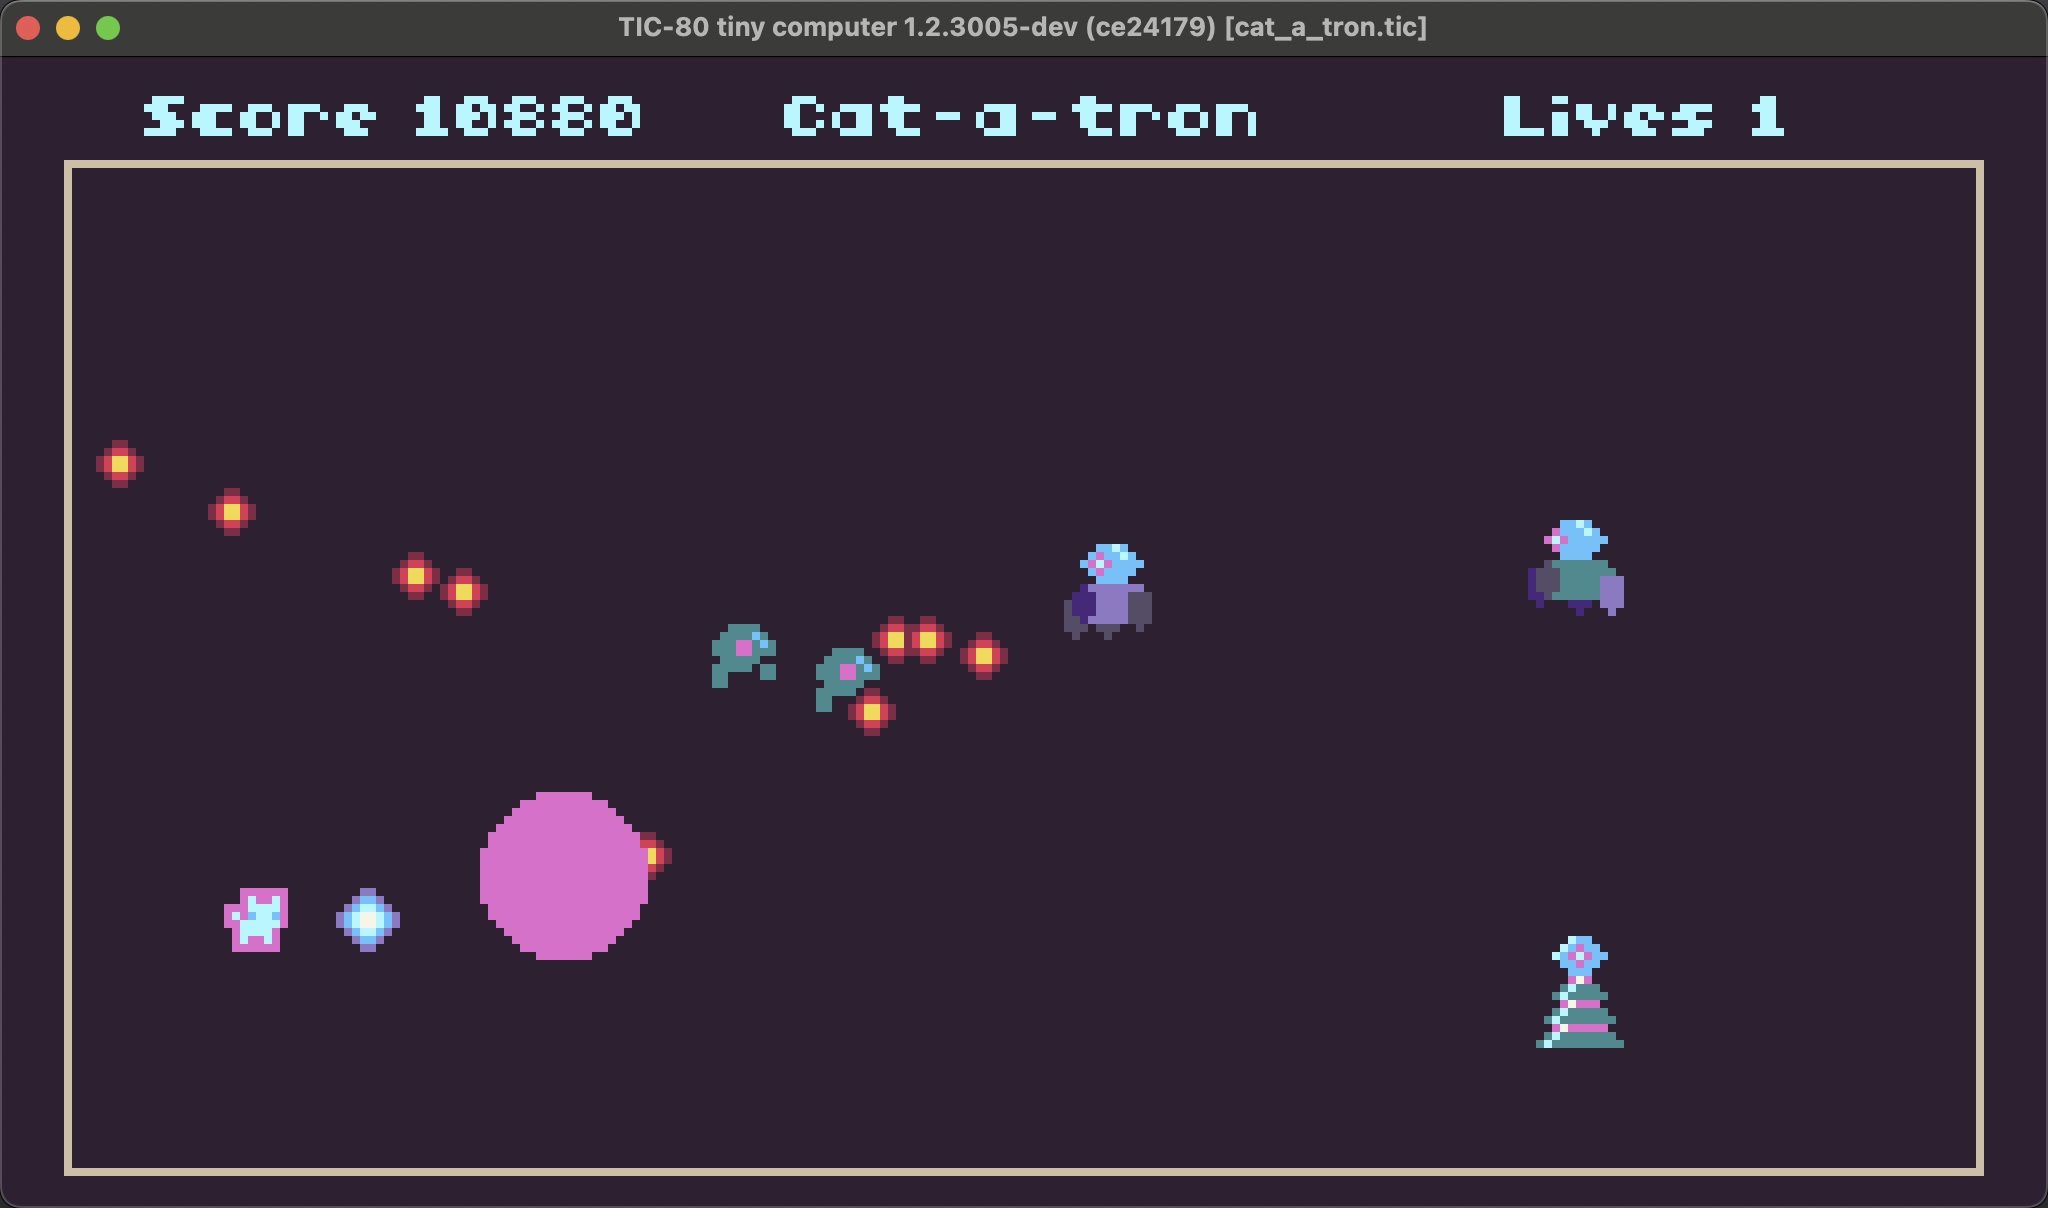 TIC-80 tiny computer 1.2.3005-dev (ce24179) [cat_a_tron.tic]
Score 10880 Cat-a-tron Lives 1